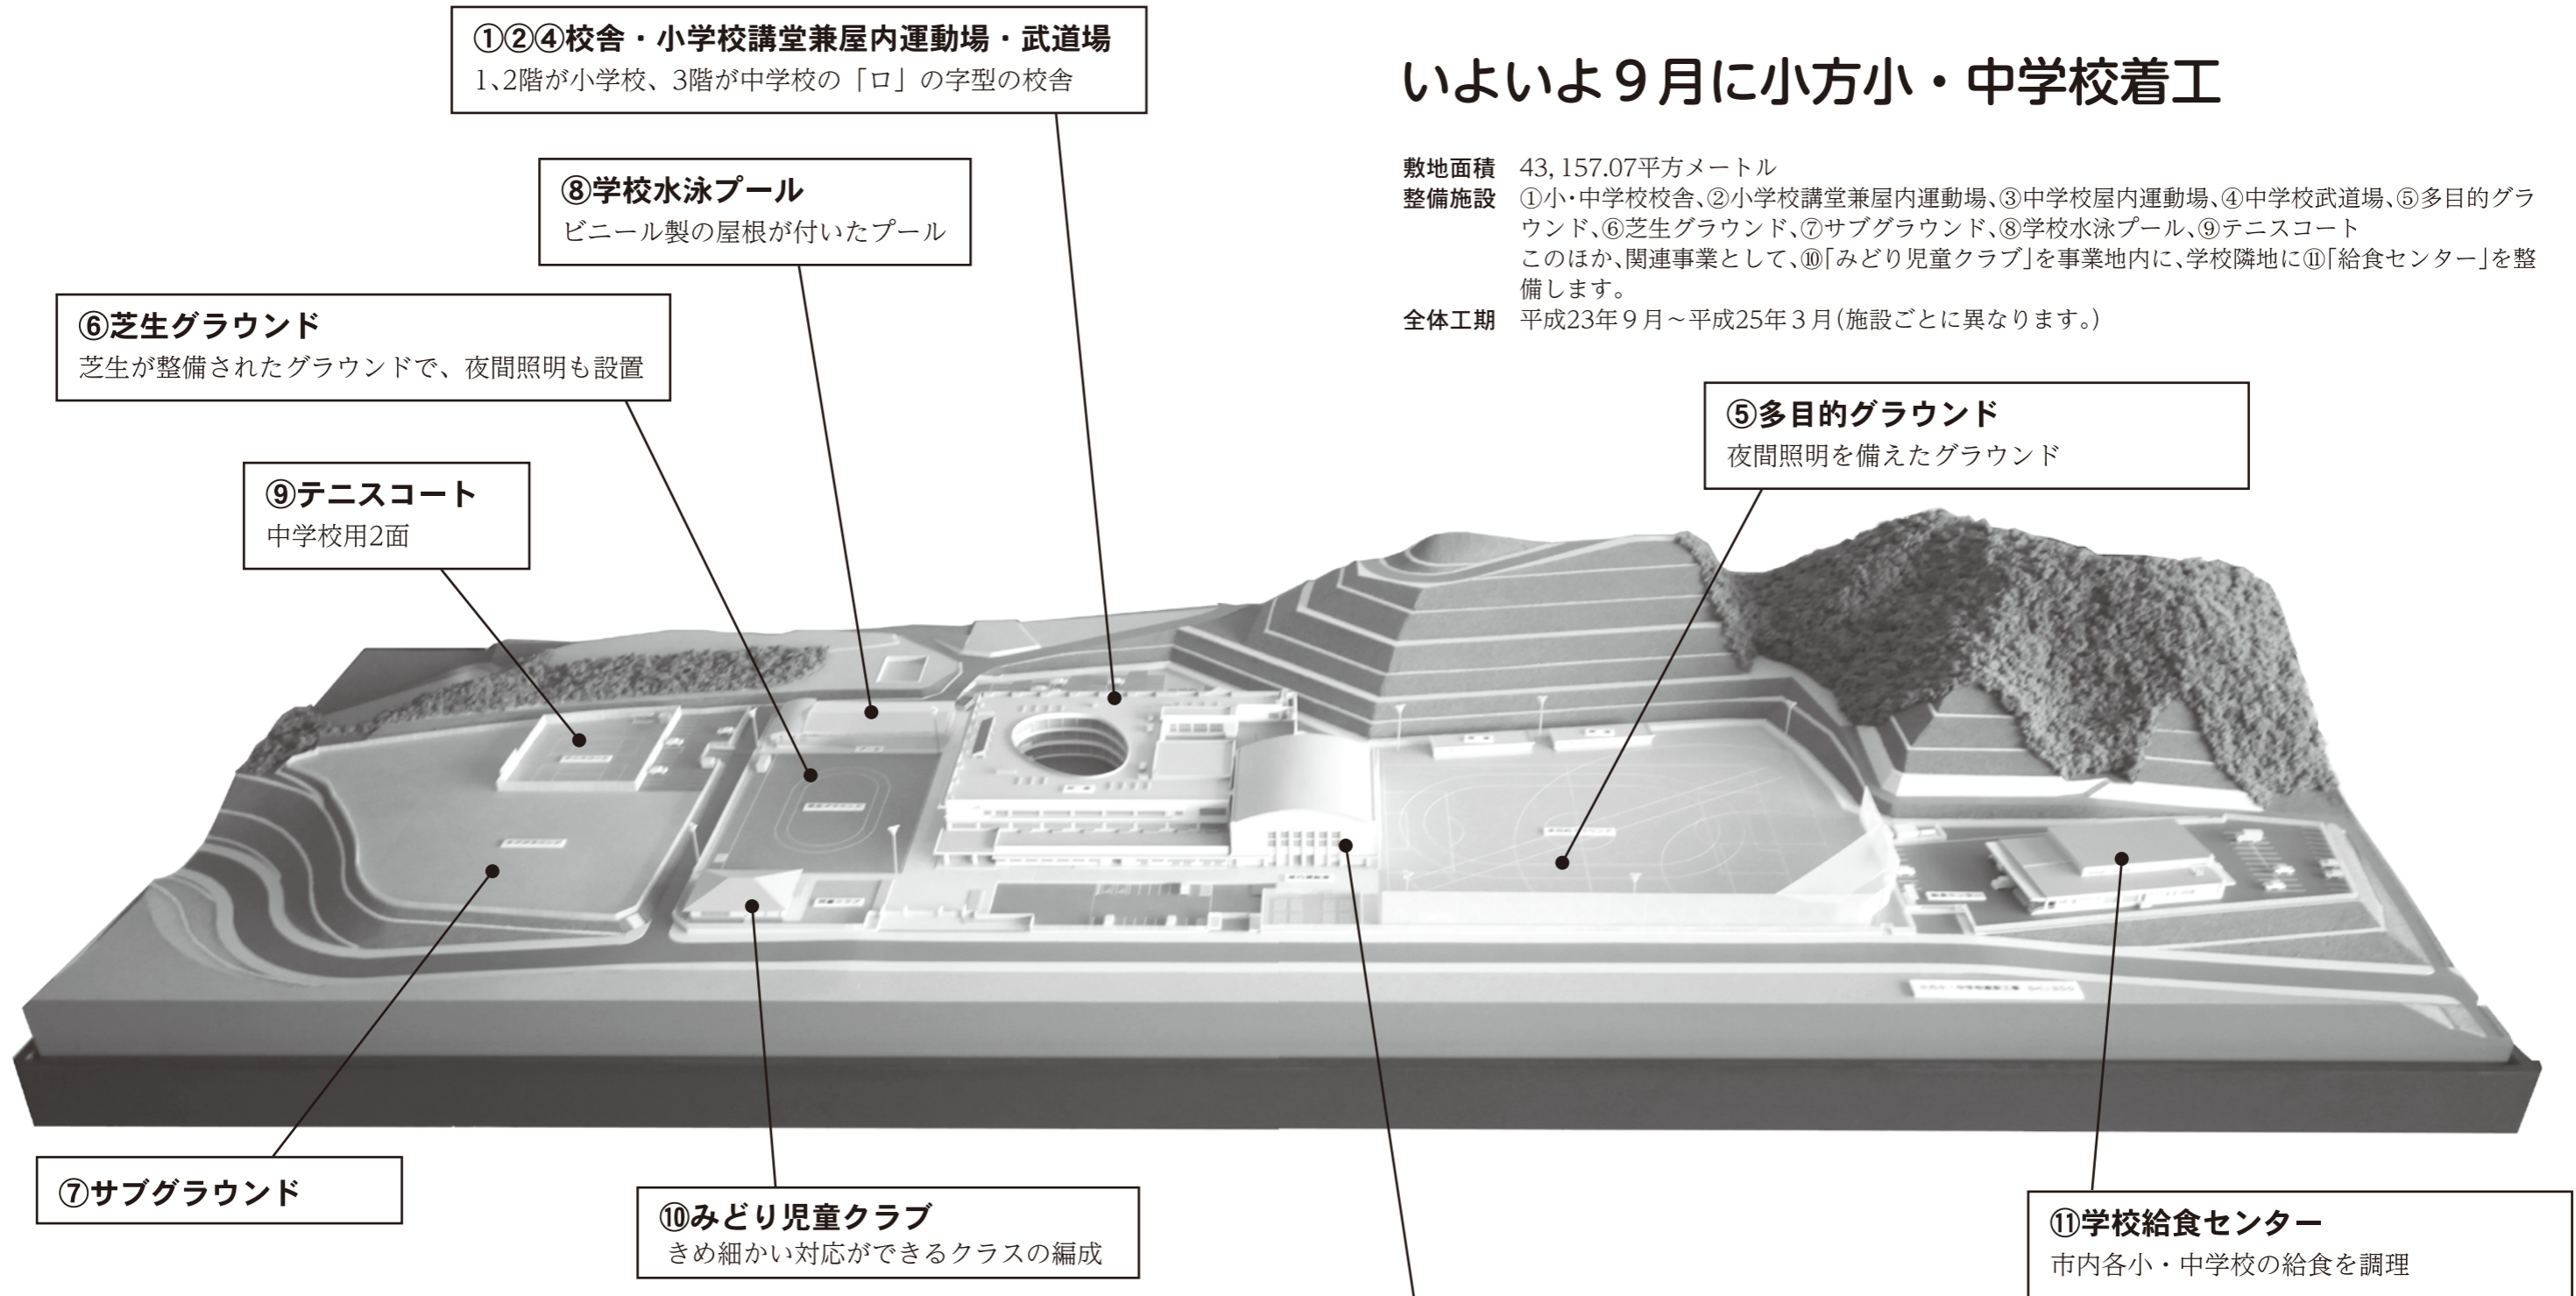 ①②④校舎・小学校講堂兼屋内運動場・武道場
1、2階が小学校、3階が中学校の「ロ」の字型の校舎
いよいよ９月に小方小・中学校着工
敷地面積　43,157.07平方メートル
整備施設　①小・中学校校舎、②小学校講堂兼屋内運動場、③中学校屋内運動場、④中学校武道場、⑤多目的グラ
ウンド、⑥芝生グラウンド、⑦サブグラウンド、⑧学校水泳プール、⑨テニスコート
このほか、関連事業として、⑩「みどり児童クラブ」を事業地内に、学校隣地に⑪「給食センター」を整
備します。
全体工期　平成23年９月～平成25年３月（施設ごとに異なります。）
⑧学校水泳プール
ビニール製の屋根が付いたプール
⑥芝生グラウンド
芝生が整備されたグラウンドで、夜間照明も設置
⑤多目的グラウンド
夜間照明を備えたグラウンド
⑨テニスコート
中学校用2面
⑦サブグラウンド
⑩みどり児童クラブ
きめ細かい対応ができるクラスの編成
⑪学校給食センター
市内各小・中学校の給食を調理